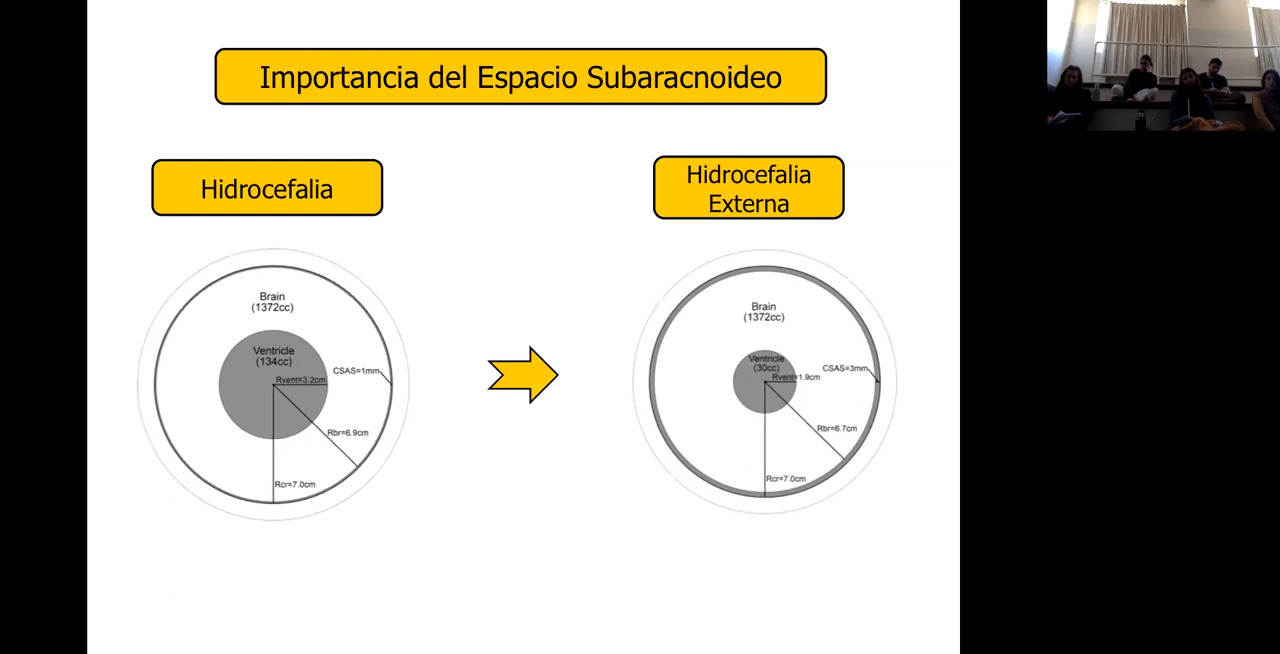 Importancia del Espacio Subaracnoideo
Hidrocefalia
Hidrocefalia
Externa
Brain
(1372cc)
Ventricle
(134cc)
CSAS=1mm
Rvent=3.2cm
Rbr=6.9cm
Rcr=7.0cm
Brain
(1372cc)
Ventricle
(30cc)
CSAS=3mm
Rvent=1.9cm
Rbr=6.7cm
Rcr=7.0cm